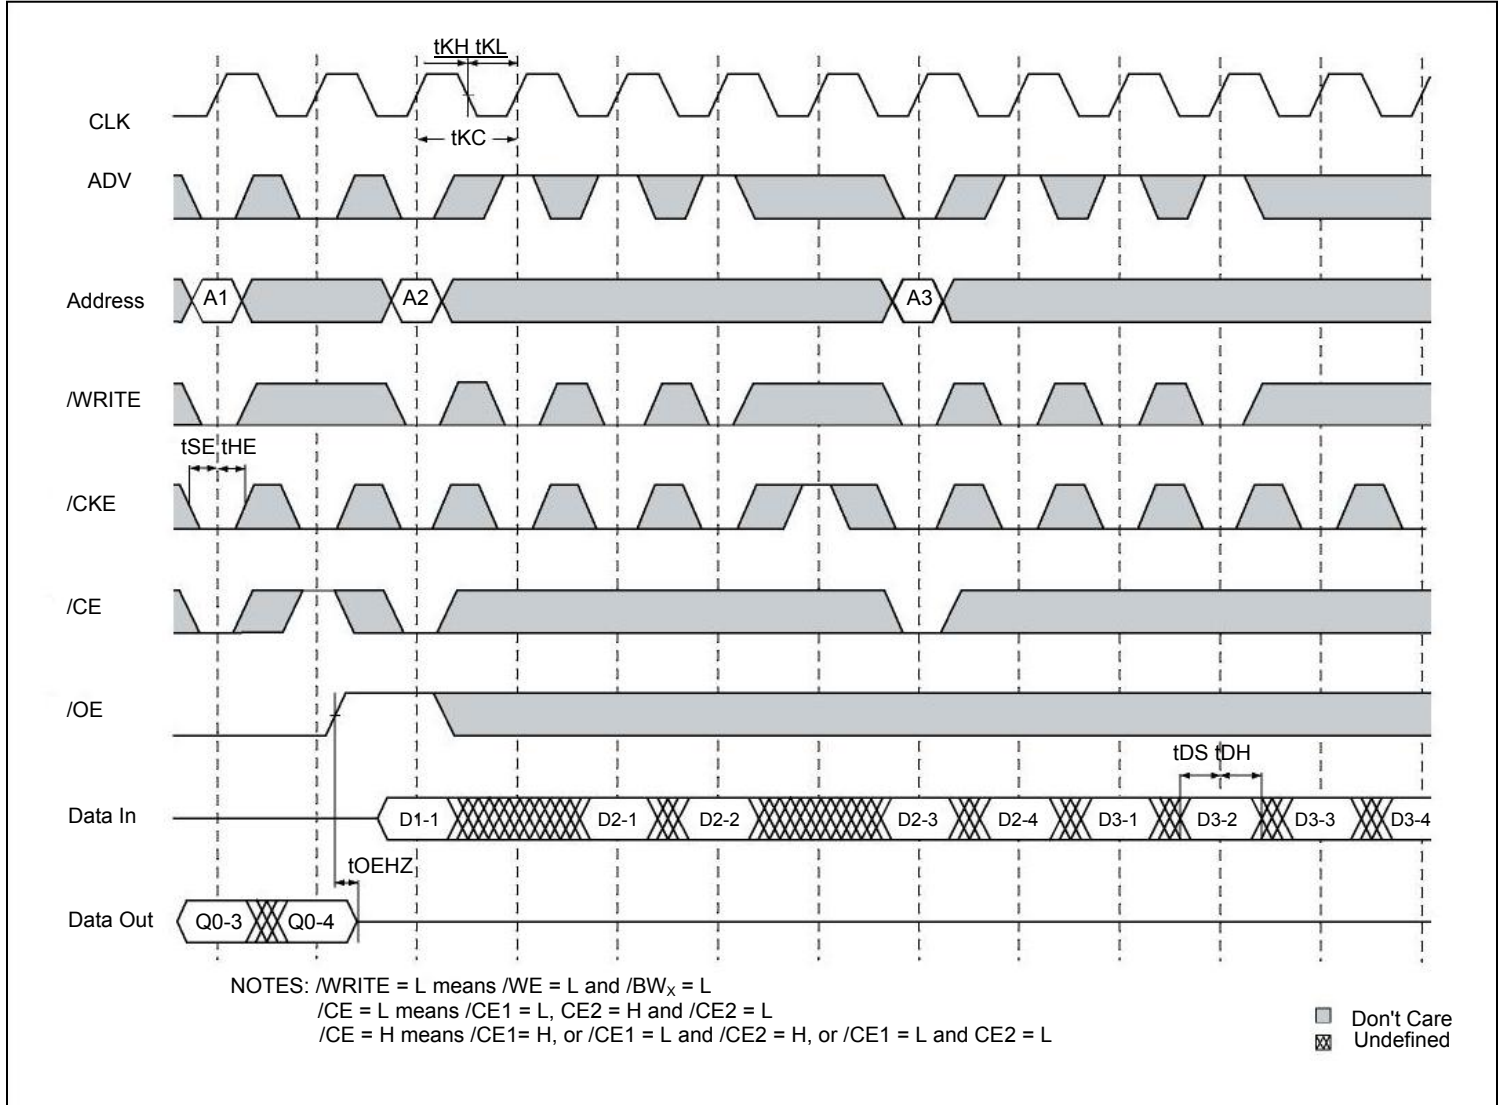 tKH tKL
CLK
tKC
ADV
Address A1 A2 A3
/WRITE
tSE tHE
/CKE
/CE
/OE
tDS tDH
Data In D1-1 D2-1 D2-2 D2-3 D2-4 D3-1 D3-2 D3-3 D3-4
tOEHZ
Data Out Q0-3 Q0-4
NOTES: /WRITE = L means /WE = L and /BWX = L
/CE = L means /CE1 = L, CE2 = H and /CE2 = L
/CE = H means /CE1= H, or /CE1 = L and /CE2 = H, or /CE1 = L and CE2 = L
Don't Care
Undefined